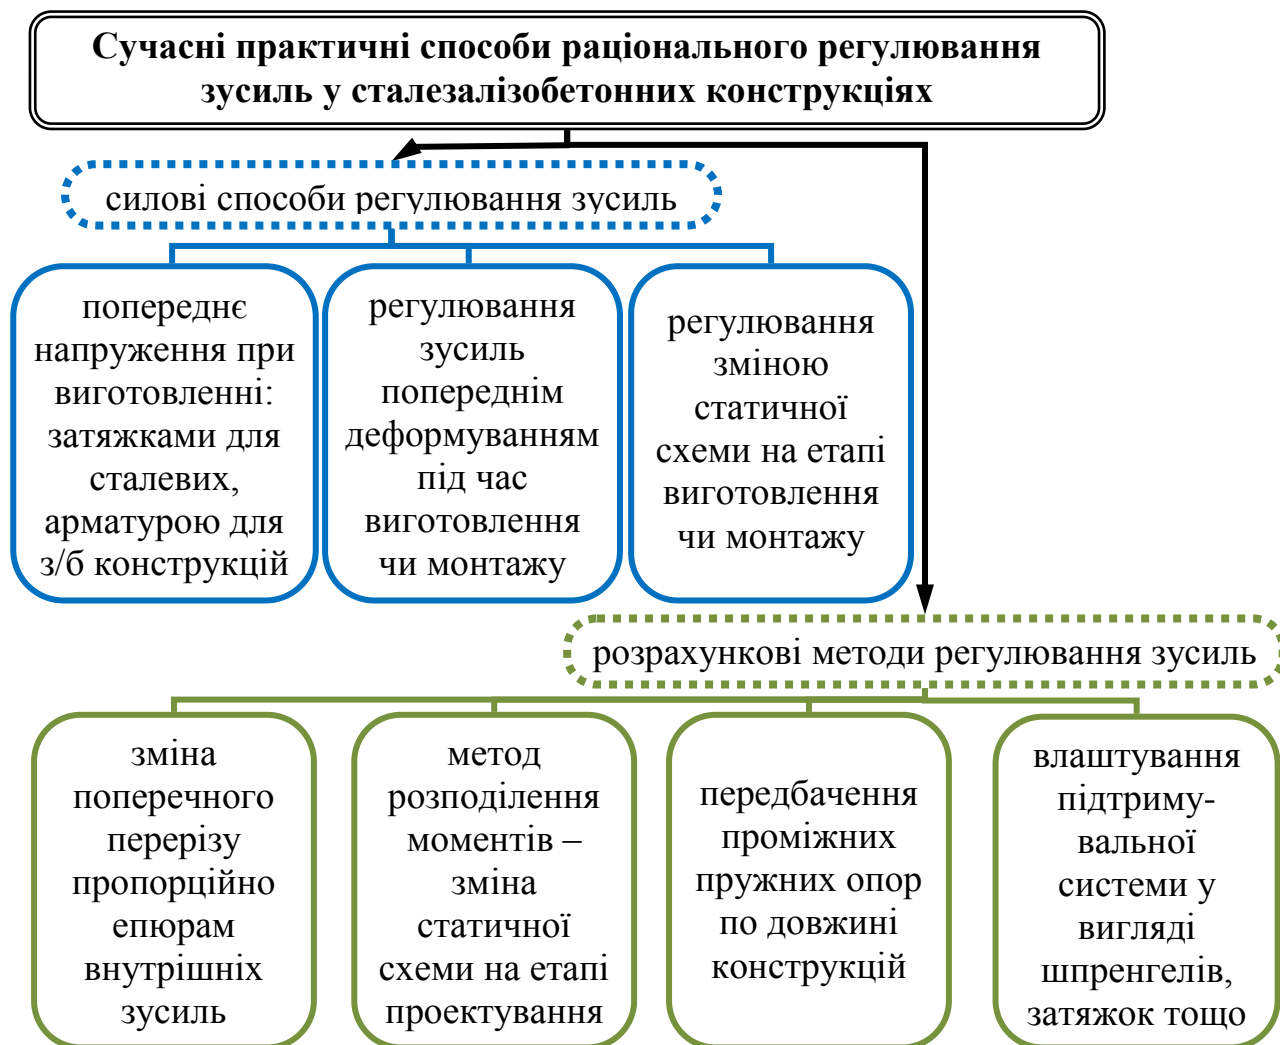 Сучасні практичні способи раціонального регулювання
зусиль у сталезалізобетонних конструкціях
силові способи регулювання зусиль
попереднє
напруження при
виготовленні:
затяжками для
сталевих,
арматурою для
з/б конструкцій
регулювання
зусиль
попереднім
деформуванням
під час
виготовлення
чи монтажу
регулювання
зміною
статичної
схеми на етапі
виготовлення
чи монтажу
розрахункові методи регулювання зусиль
зміна
поперечного
перерізу
пропорційно
епюрам
внутрішніх
зусиль
метод
розподілення
моментів –
зміна
статичної
схеми на етапі
проектування
передбачення
проміжних
пружних опор
по довжині
конструкцій
влаштування
підтриму-
вальної
системи у
вигляді
шпренгелів,
затяжок тощо